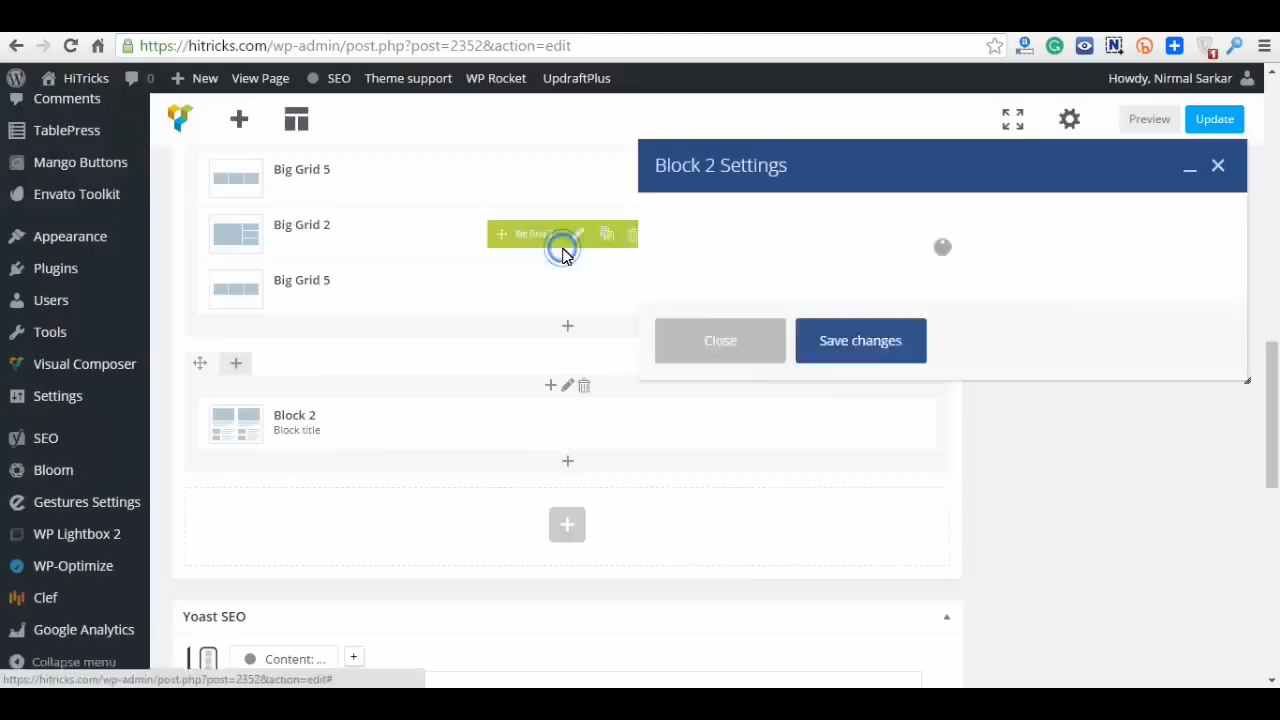 https://hitricks.com/wp-admin/post.php?post=2352&action=edit
1
HiTricks 0 New View Page SEO Theme support WP Rocket UpdraftPlus Howdy, Nirmal Sarkar
Comments
TablePress
Mango Buttons
Envato Toolkit
Appearance
Plugins
Users
Tools
Visual Composer
Settings
SEO
Bloom
Gestures Settings
WP Lightbox 2
WP-Optimize
Clef
Google Analytics
Collapse menu
Preview Update
Big Grid 5
Big Grid 2
Big Grid 5
Block 2 Settings
Close Save changes
Block 2
Block title
Yoast SEO
Content: ...
https://hitricks.com/wp-admin/post.php?post=2352&action=edit#